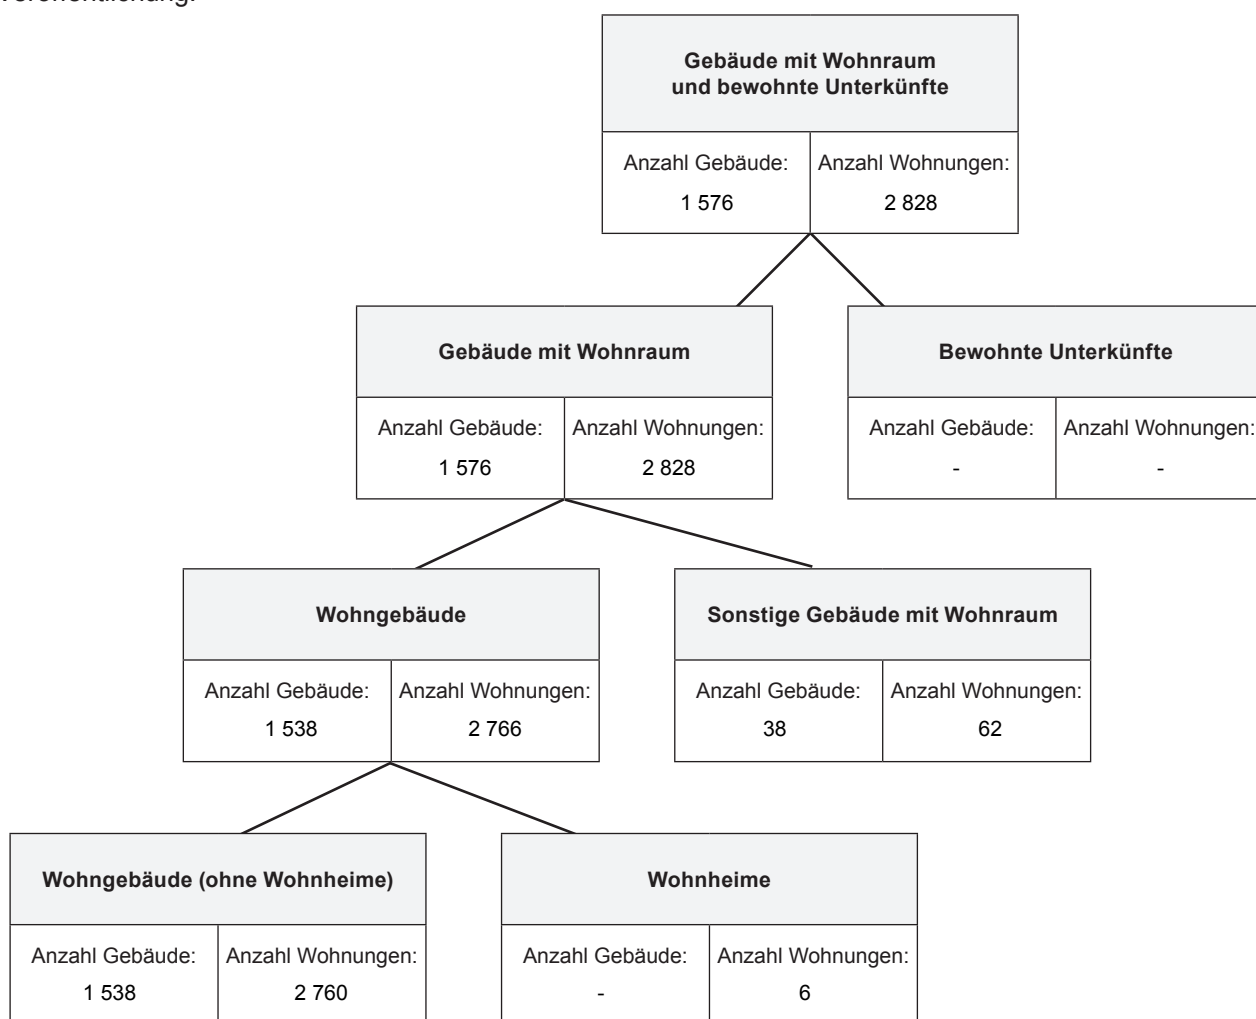 Veröffentlichung.
Gebäude mit Wohnraum
und bewohnte Unterkünfte
Anzahl Gebäude: Anzahl Wohnungen:
1 576 2 828
Gebäude mit Wohnraum Bewohnte Unterkünfte
Anzahl Gebäude: Anzahl Wohnungen: Anzahl Gebäude: Anzahl Wohnungen:
1 576 2 828 - -
Wohngebäude Sonstige Gebäude mit Wohnraum
Anzahl Gebäude: Anzahl Wohnungen: Anzahl Gebäude: Anzahl Wohnungen:
1 538 2 766 38 62
Wohngebäude (ohne Wohnheime) Wohnheime
Anzahl Gebäude: Anzahl Wohnungen: Anzahl Gebäude: Anzahl Wohnungen:
1 538 2 760 - 6